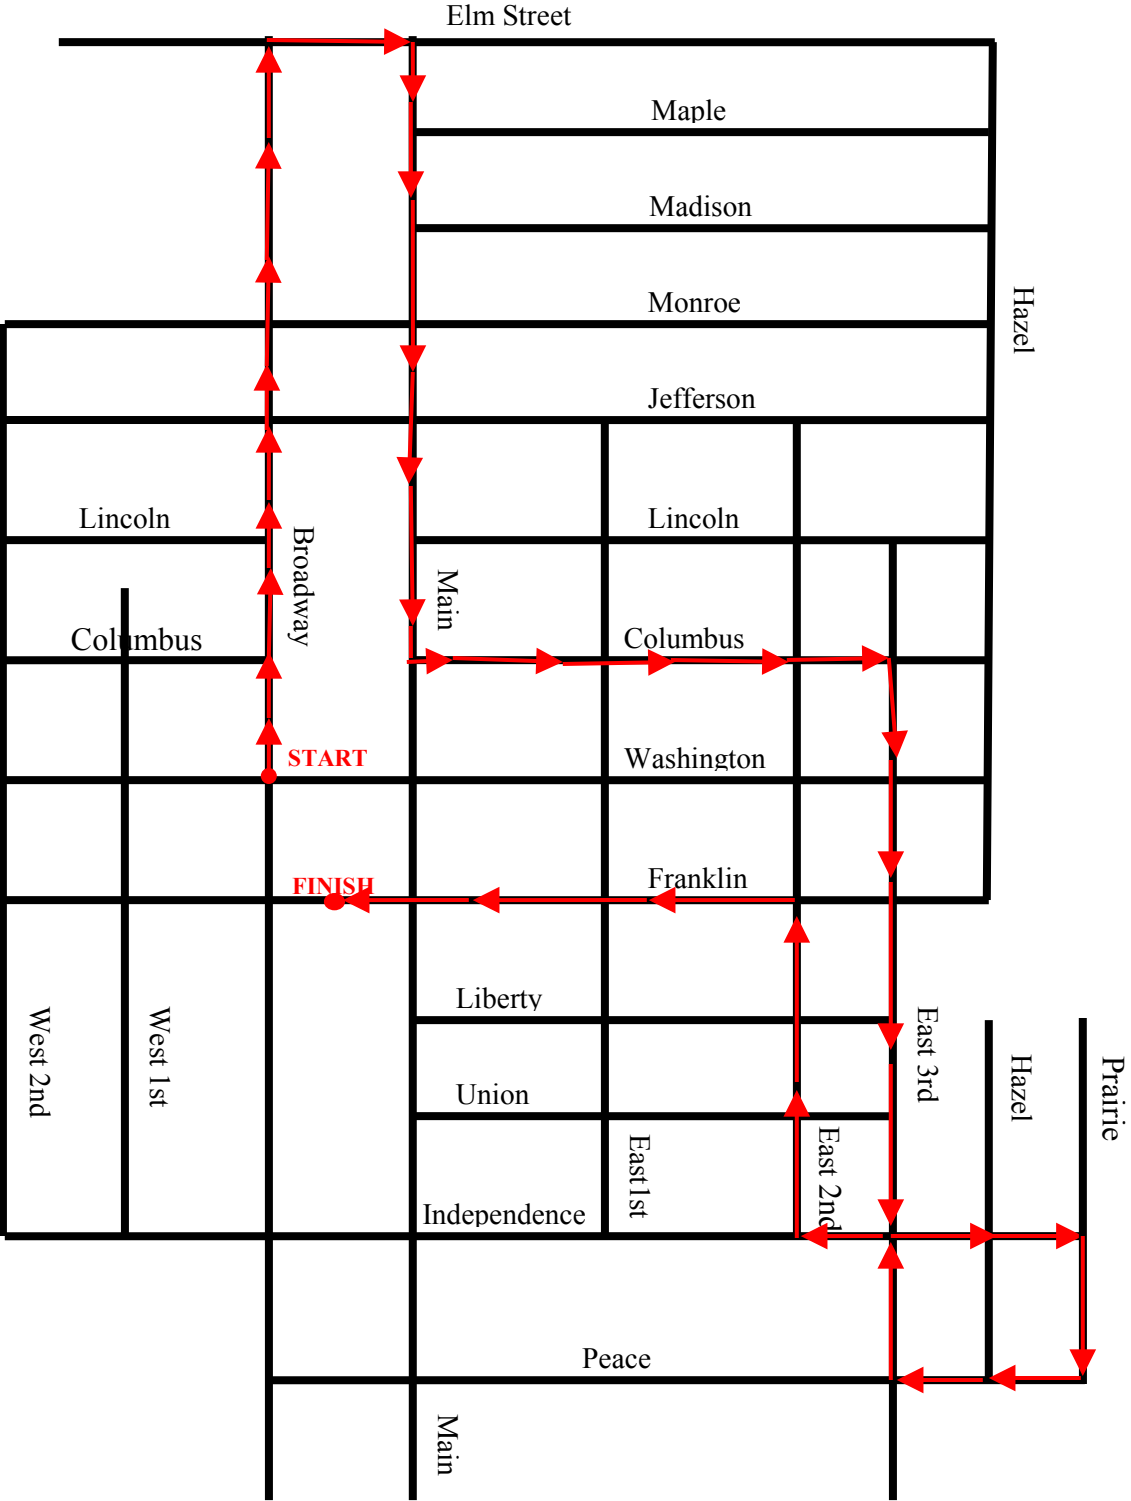 Elm Street
Maple
Madison
Monroe
Hazel
Jefferson
Lincoln
Lincoln
Broadway
Main
Columbus
Columbus
START
Washington
FINISH
Franklin
Liberty
West 2nd
West 1st
East 3rd
Hazel
Prairie
Union
East1st
East 2nd
Independence
Peace
Main